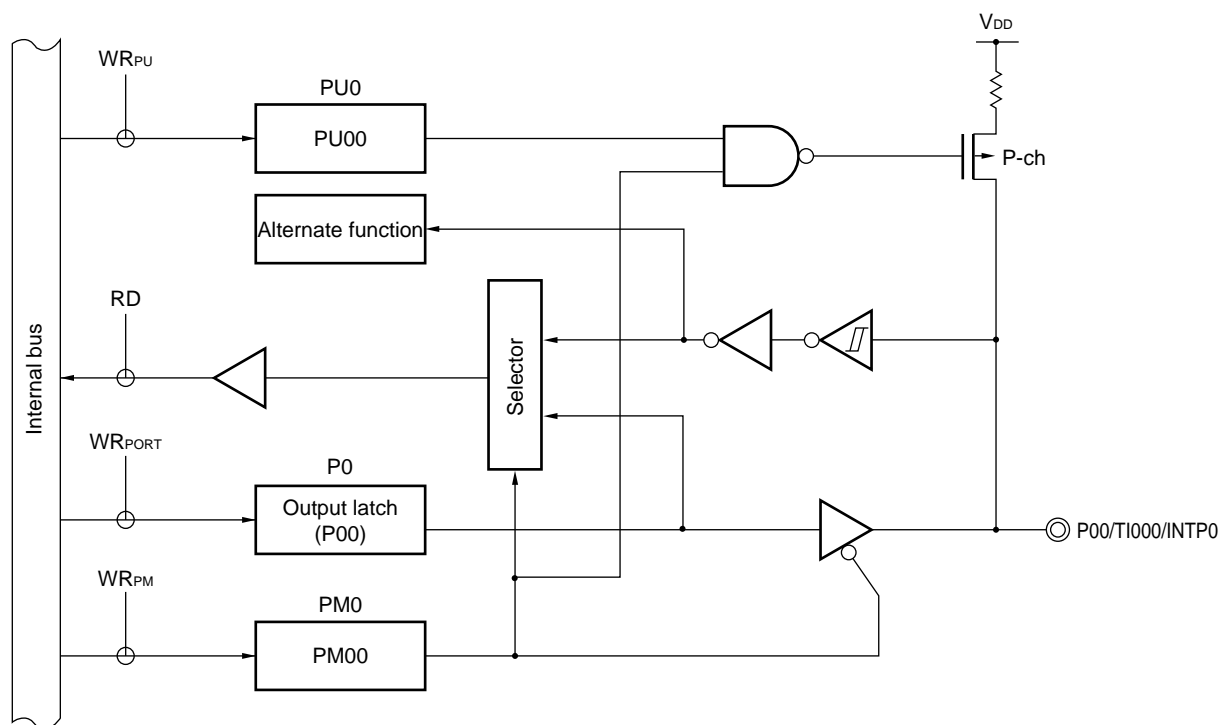 VDD
WRPU
PU0
PU00
P-ch
Alternate function
RD
Internal bus
Selector
WRPORT
P0
Output latch
(P00)
P00/TI000/INTP0
WRPM
PM0
PM00